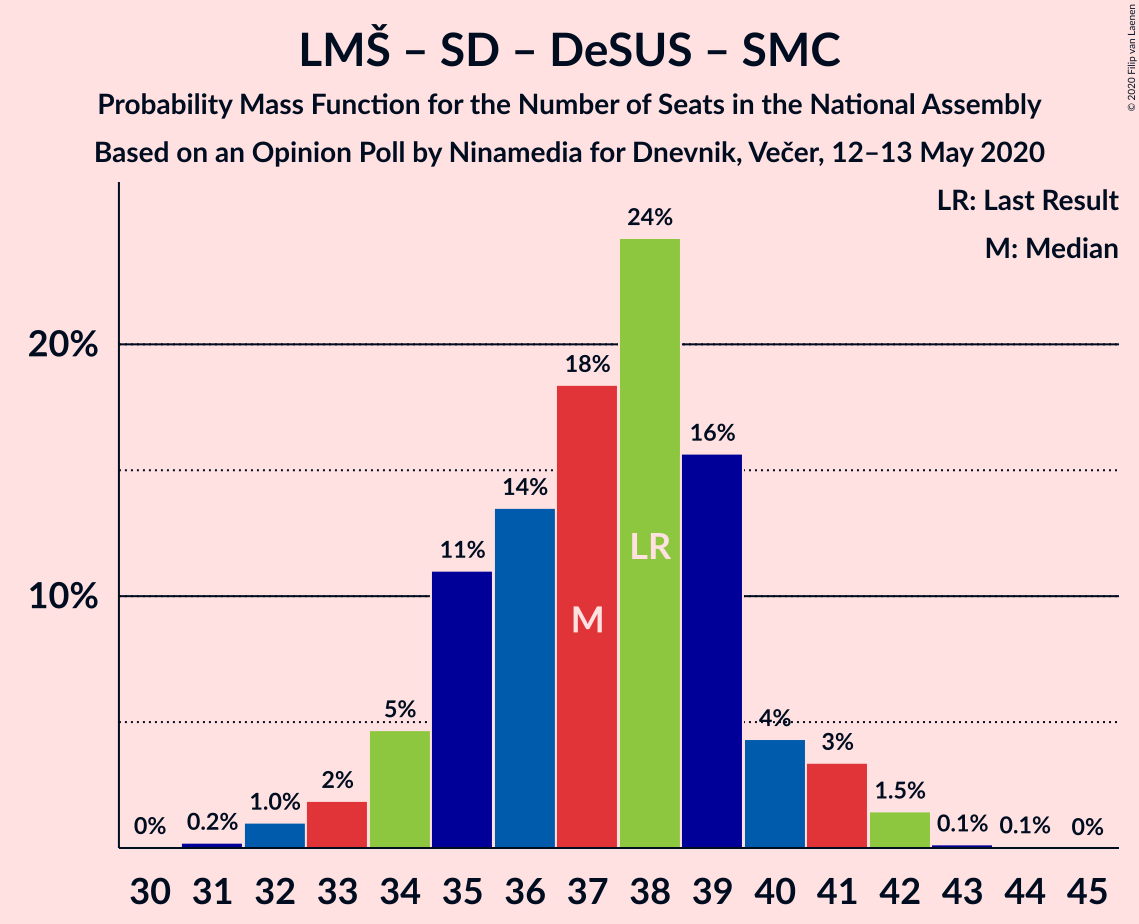 LMŠ – SD – DeSUS – SMC
Probability Mass Function for the Number of Seats in the National Assembly
Based on an Opinion Poll by Ninamedia for Dnevnik, Večer, 12–13 May 2020
© 2020 Filip van Laenen
LR: Last Result
M: Median
20%
10%
0%
0.2%
1.0%
2%
5%
11%
14%
18%
24%
16%
4%
3%
1.5%
0.1%
0.1%
0%
M
LR
30 31 32 33 34 35 36 37 38 39 40 41 42 43 44 45